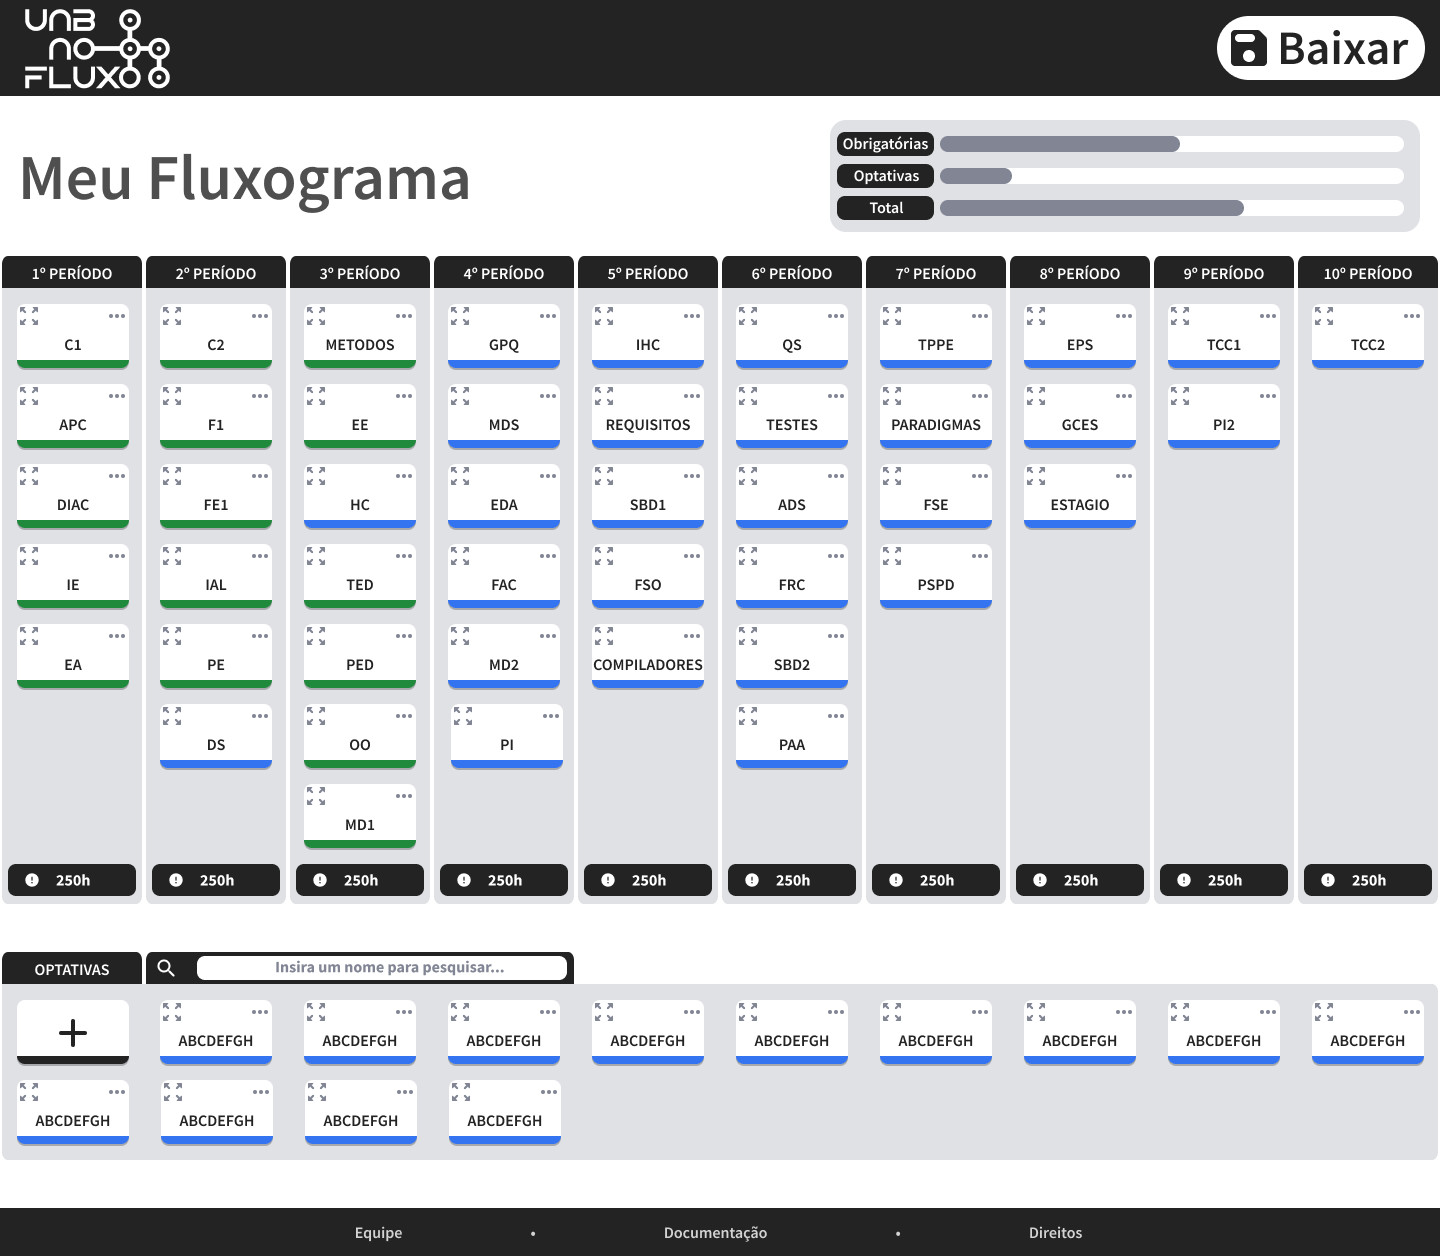 UNB
NO
FLUXO
Baixar
Meu Fluxograma
Obrigatórias
Optativas
Total
1º PERÍODO 2º PERÍODO 3º PERÍODO 4º PERÍODO 5º PERÍODO 6º PERÍODO 7º PERÍODO 8º PERÍODO 9º PERÍODO 10º PERÍODO
C1 C2 METODOS GPQ IHC QS TPPE EPS TCC1 TCC2
APC F1 EE MDS REQUISITOS TESTES PARADIGMAS GCES PI2
DIAC FE1 HC EDA SBD1 ADS FSE ESTAGIO
IE IAL TED FAC FSO FRC PSPD
EA PE PED MD2 COMPILADORES SBD2
DS OO PI PAA
MD1
250h 250h 250h 250h 250h 250h 250h 250h 250h 250h
OPTATIVAS Insira um nome para pesquisar...
ABCDEFGH ABCDEFGH ABCDEFGH ABCDEFGH ABCDEFGH ABCDEFGH ABCDEFGH ABCDEFGH ABCDEFGH
ABCDEFGH ABCDEFGH ABCDEFGH ABCDEFGH
Equipe • Documentação • Direitos